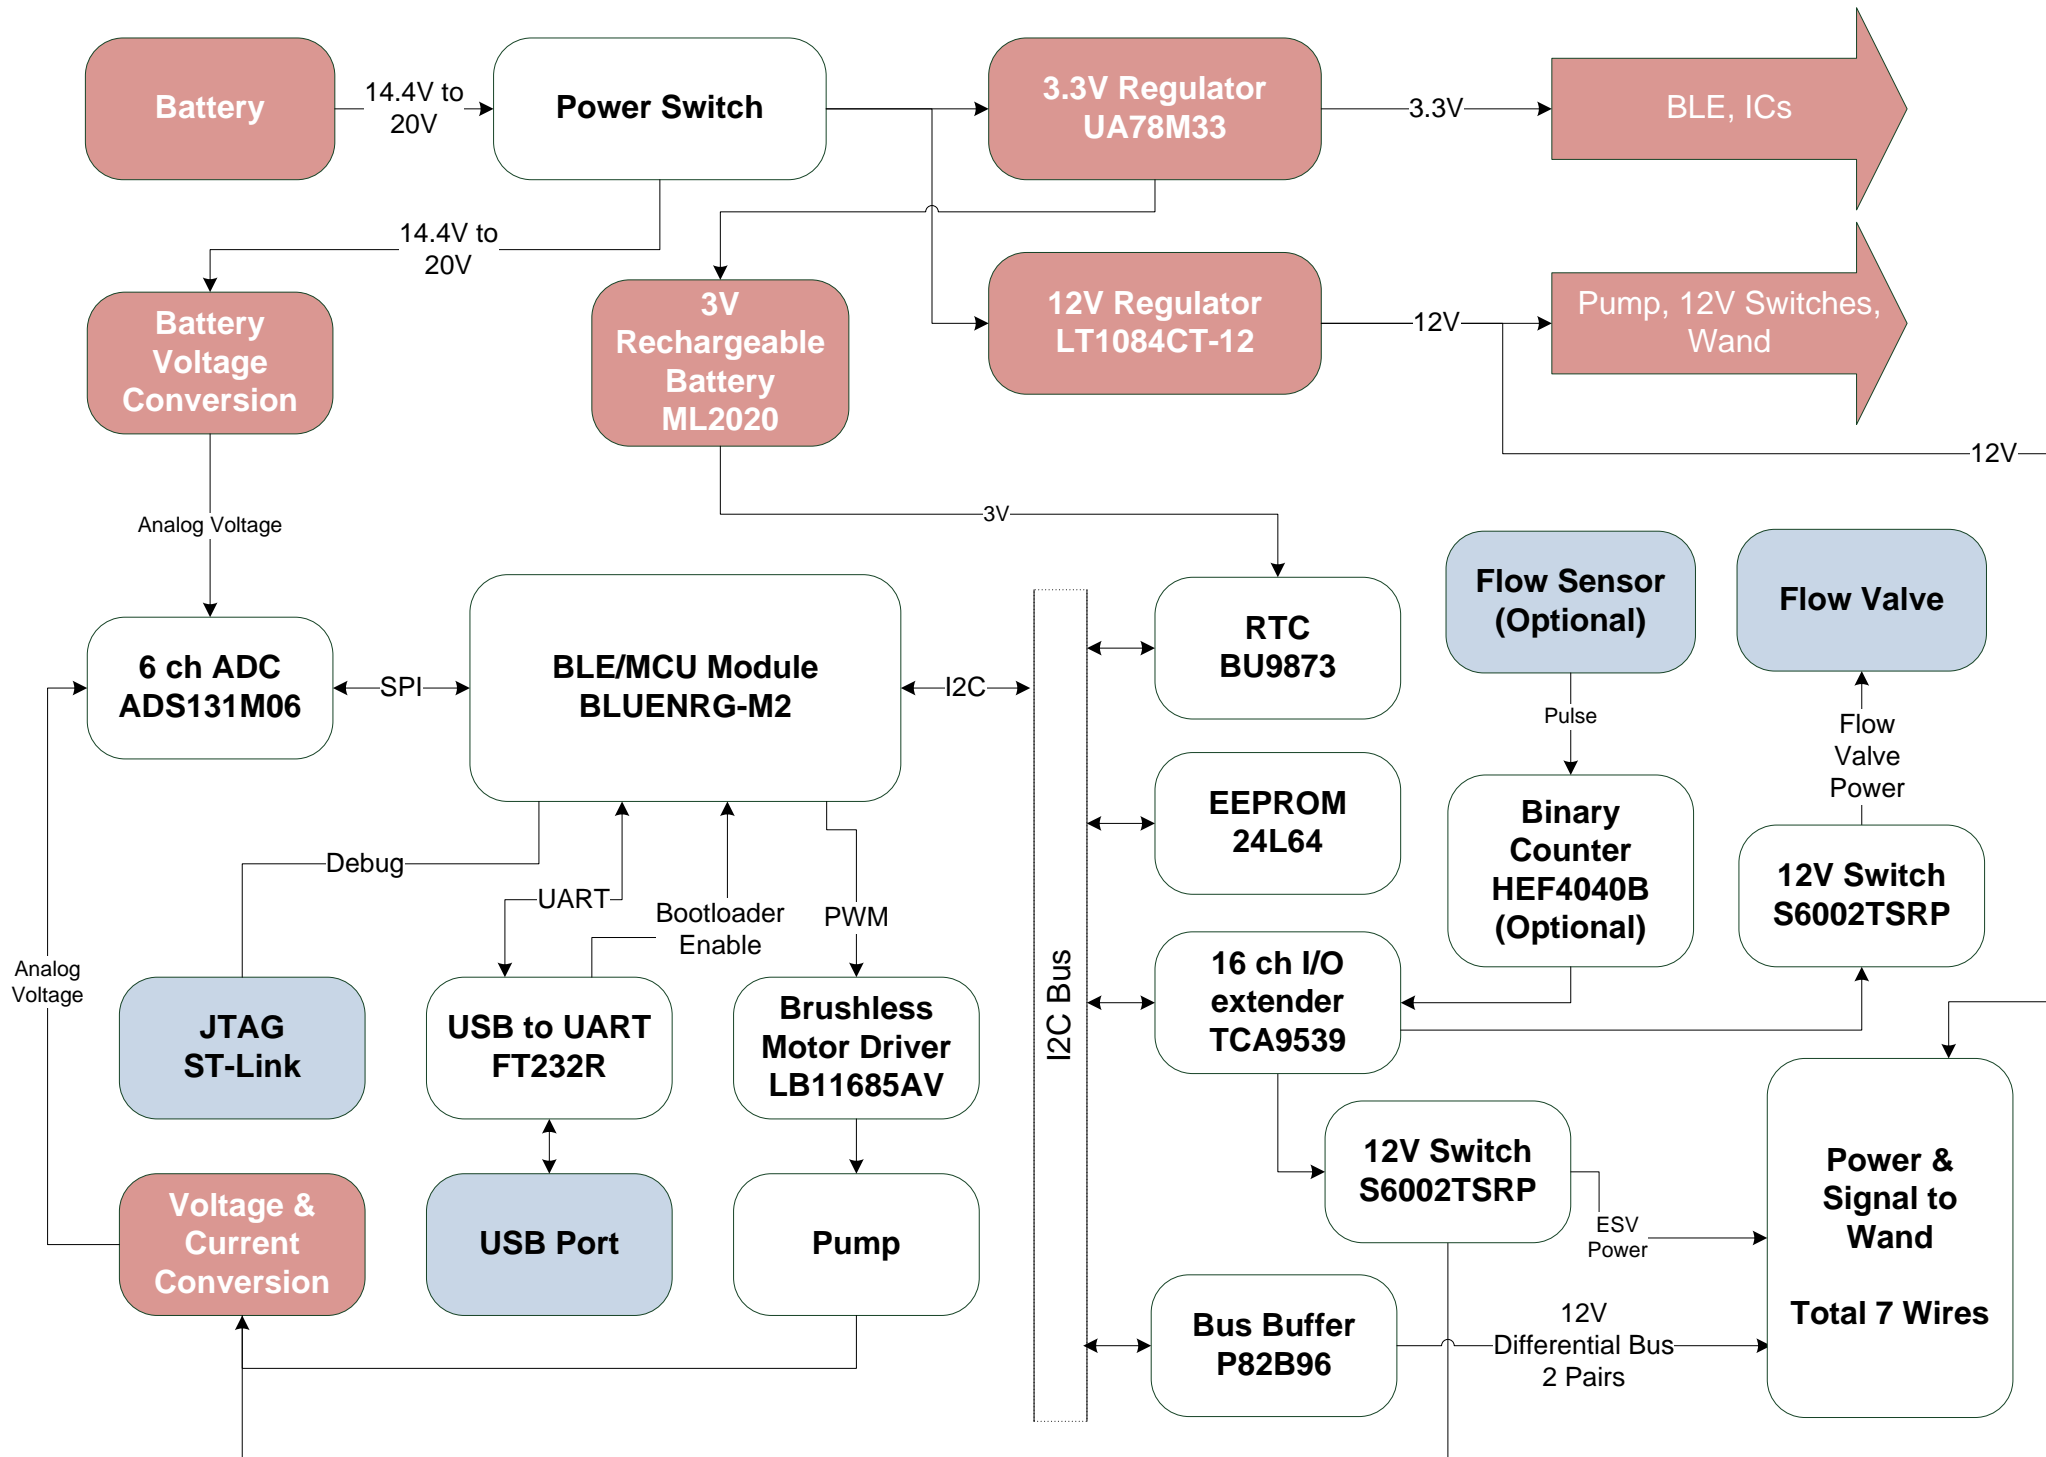 Battery
14.4V to
20V
Power Switch
3.3V Regulator
UA78M33
3.3V
BLE, ICs
14.4V to
20V
Battery
Voltage
Conversion
3V
Rechargeable
Battery
ML2020
12V Regulator
LT1084CT-12
12V
Pump, 12V Switches,
Wand
12V
Analog Voltage
3V
6 ch ADC
ADS131M06
SPI
BLE/MCU Module
BLUENRG-M2
I2C
I2C Bus
RTC
BU9873
Flow Sensor
(Optional)
Flow Valve
Pulse
Flow
Valve
Power
EEPROM
24L64
Binary
Counter
HEF4040B
(Optional)
12V Switch
S6002TSRP
Debug
UART
Bootloader
Enable
PWM
Analog
Voltage
JTAG
ST-Link
USB to UART
FT232R
Brushless
Motor Driver
LB11685AV
16 ch I/O
extender
TCA9539
Voltage &
Current
Conversion
USB Port
Pump
12V Switch
S6002TSRP
ESV
Power
Power &
Signal to
Wand
Total 7 Wires
Bus Buffer
P82B96
12V
Differential Bus
2 Pairs